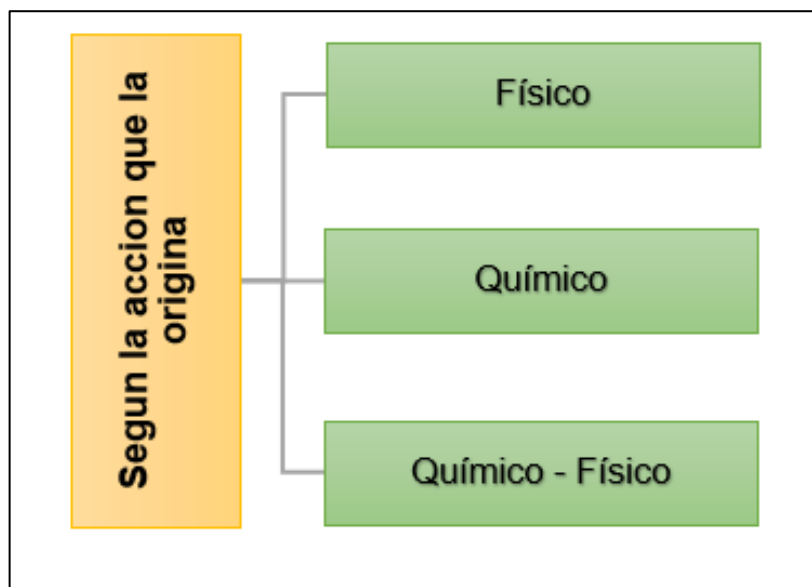 Segun la accion que la
origina
Físico
Químico
Químico - Físico